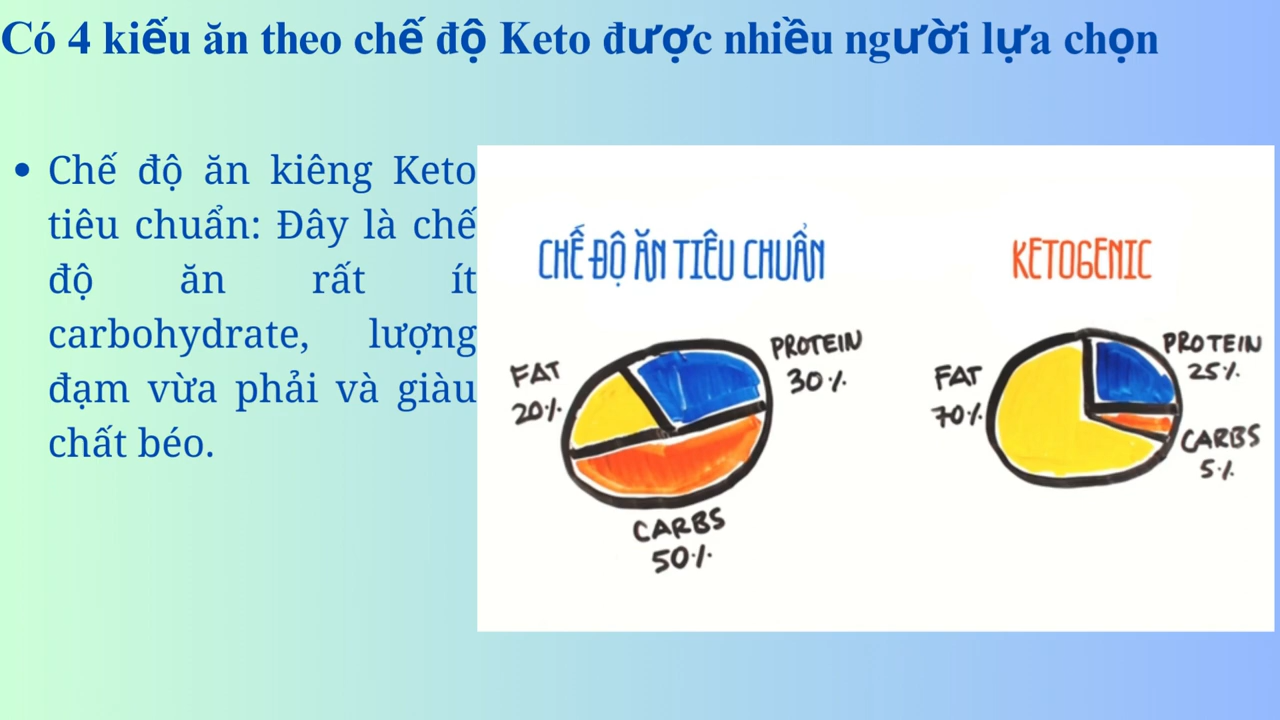 Có 4 kiểu ăn theo chế độ Keto được nhiều người lựa chọn
• Chế độ ăn kiêng Keto
tiêu chuẩn: Đây là chế
độ ăn rất ít
carbohydrate, lượng
đạm vừa phải và giàu
chất béo.
CHẾ ĐỘ ĂN TIÊU CHUẨN
FAT
20%
PROTEIN
30%
CARBS
50%
KETOGENIC
FAT
70%
PROTEIN
25%
CARBS
5%